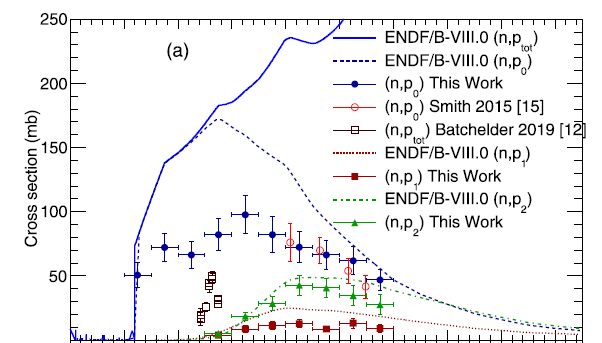 250
200
150
100
50
Cross section (mb)
(a)
ENDF/B-VIII.0 (n,p_tot)
ENDF/B-VIII.0 (n,p_0)
(n,p_0) This Work
(n,p_0) Smith 2015 [15]
(n,p_tot) Batchelder 2019 [12]
ENDF/B-VIII.0 (n,p_1)
(n,p_1) This Work
ENDF/B-VIII.0 (n,p_2)
(n,p_2) This Work